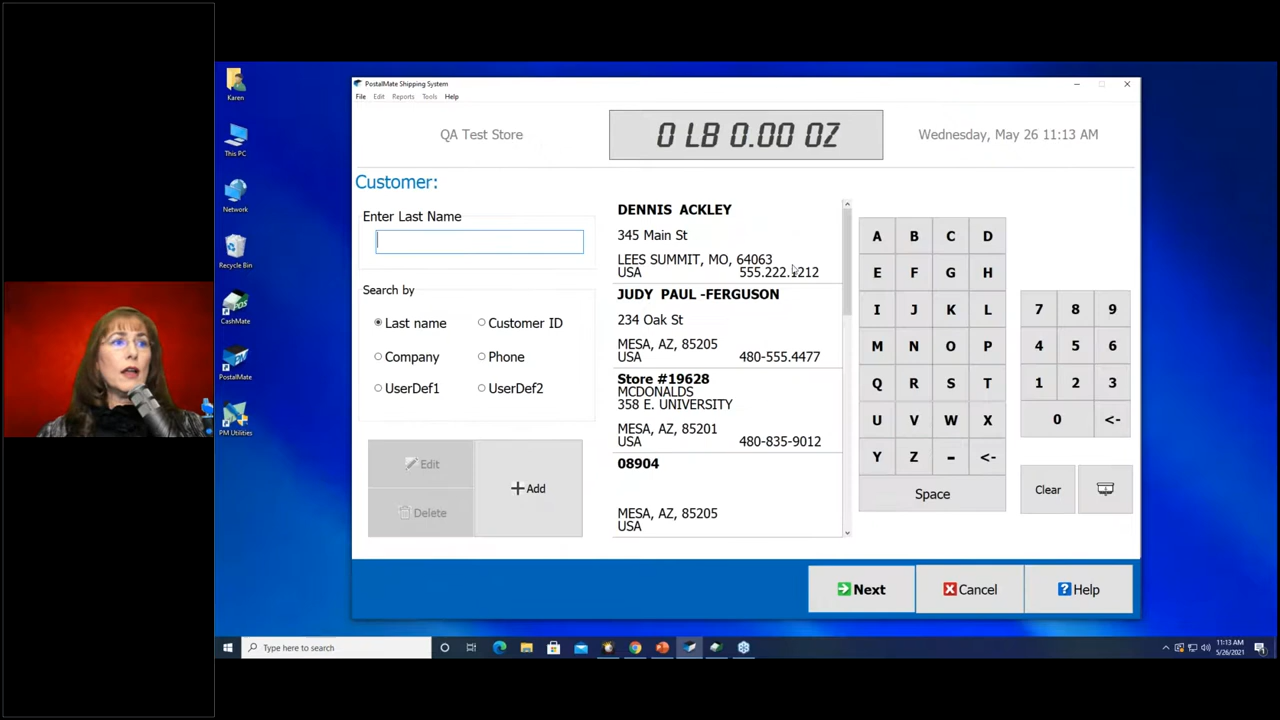 Karen
This PC
Network
Recycle Bin
CashMate
PostalMate
PM Utilities
PostalMate Shipping System
File Edit Reports Tools Help
QA Test Store
0 LB 0.00 OZ
Wednesday, May 26 11:13 AM
Customer:
Enter Last Name
Search by
Last name Customer ID
Company Phone
UserDef1 UserDef2
Edit
Delete
Add
DENNIS ACKLEY
345 Main St
LEES SUMMIT, MO, 64063
USA 555.222.1212
JUDY PAUL -FERGUSON
234 Oak St
MESA, AZ, 85205
USA 480-555.4477
Store #19628
MCDONALDS
358 E. UNIVERSITY
MESA, AZ, 85201
USA 480-835-9012
08904
MESA, AZ, 85205
USA
A B C D
E F G H
I J K L
M N O P
Q R S T
U V W X
Y Z - <-
Space
7 8 9
4 5 6
1 2 3
0 <-
Clear
Next Cancel Help
Type here to search
11:13 AM
5/26/2021